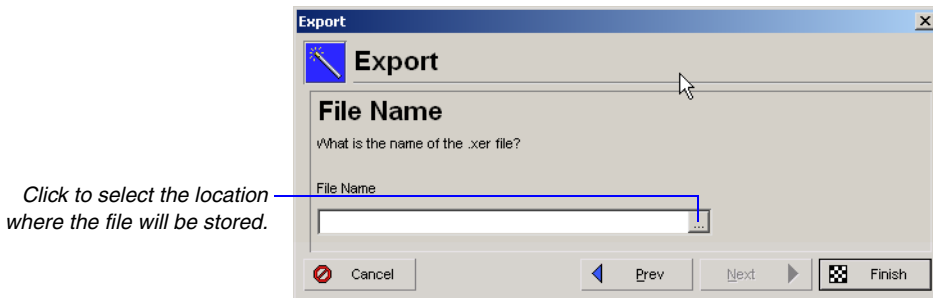 Export
Export
File Name
What is the name of the .xer file?
Click to select the location
where the file will be stored.
File Name
...
Cancel
Prev
Next
Finish